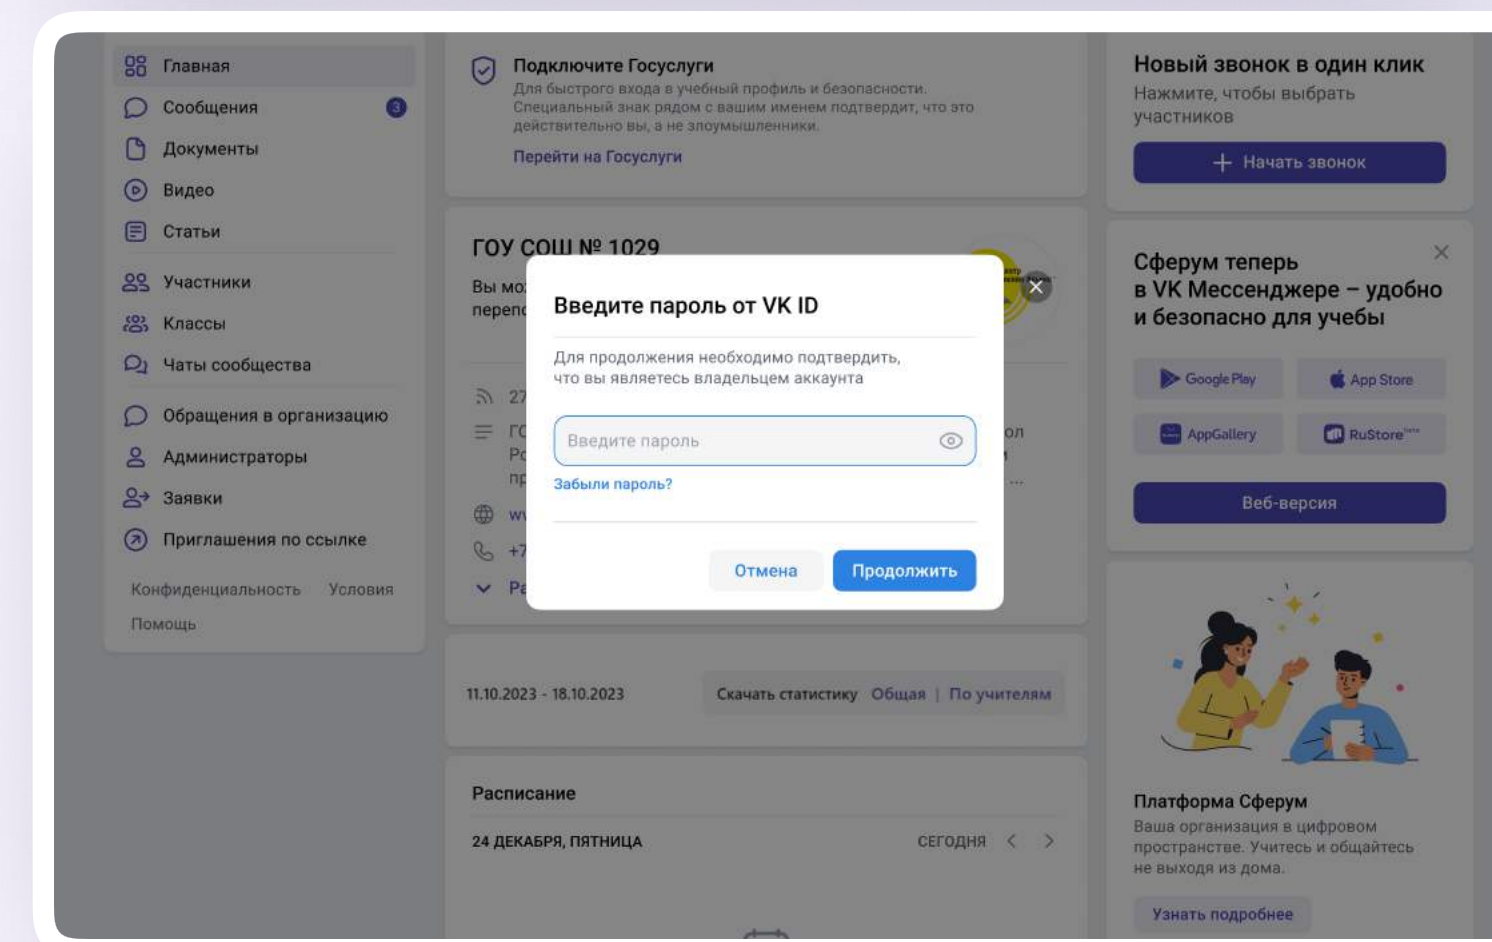 Главная
Сообщения 3
Документы
Видео
Статьи
Участники
Классы
Чаты сообщества
Обращения в организацию
Администраторы
Заявки
Приглашения по ссылке
Конфиденциальность Условия
Помощь
Подключите Госуслуги
Для быстрого входа в учебный профиль и безопасности.
Специальный знак рядом с вашим именем подтвердит, что это
действительно вы, а не злоумышленники.
Перейти на Госуслуги
ГОУ СОШ № 1029
Вы
27
+7
Введите пароль от VK ID
Для продолжения необходимо подтвердить,
что вы являетесь владельцем аккаунта
Введите пароль
Забыли пароль?
Отмена Продолжить
11.10.2023 - 18.10.2023 Скачать статистику Общая | По учителям
Расписание
24 ДЕКАБРЯ, ПЯТНИЦА СЕГОДНЯ
Новый звонок в один клик
Нажмите, чтобы выбрать
участников
+ Начать звонок
Сферум теперь
в VK Мессенджере – удобно
и безопасно для учебы
Google Play App Store
AppGallery RuStore
Веб-версия
Платформа Сферум
Ваша организация в цифровом
пространстве. Учитесь и общайтесь
не выходя из дома.
Узнать подробнее